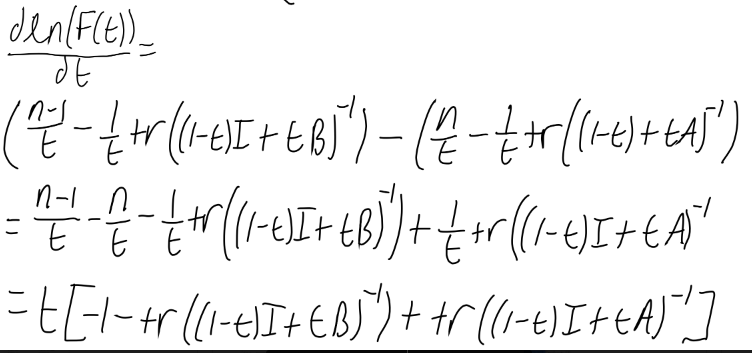 dln(F(t))/dt =
((n-1)/t - 1/t tr((1-t)I + tB)^-1) - (n/t - 1/t tr((1-t) + tA)^-1)
= (n-1)/t - n/t - 1/t tr((1-t)I + tB)^-1) + 1/t tr((1-t)I + tA)^-1
= t[-1 - tr((1-t)I + tB)^-1) + tr((1-t)I + tA)^-1]